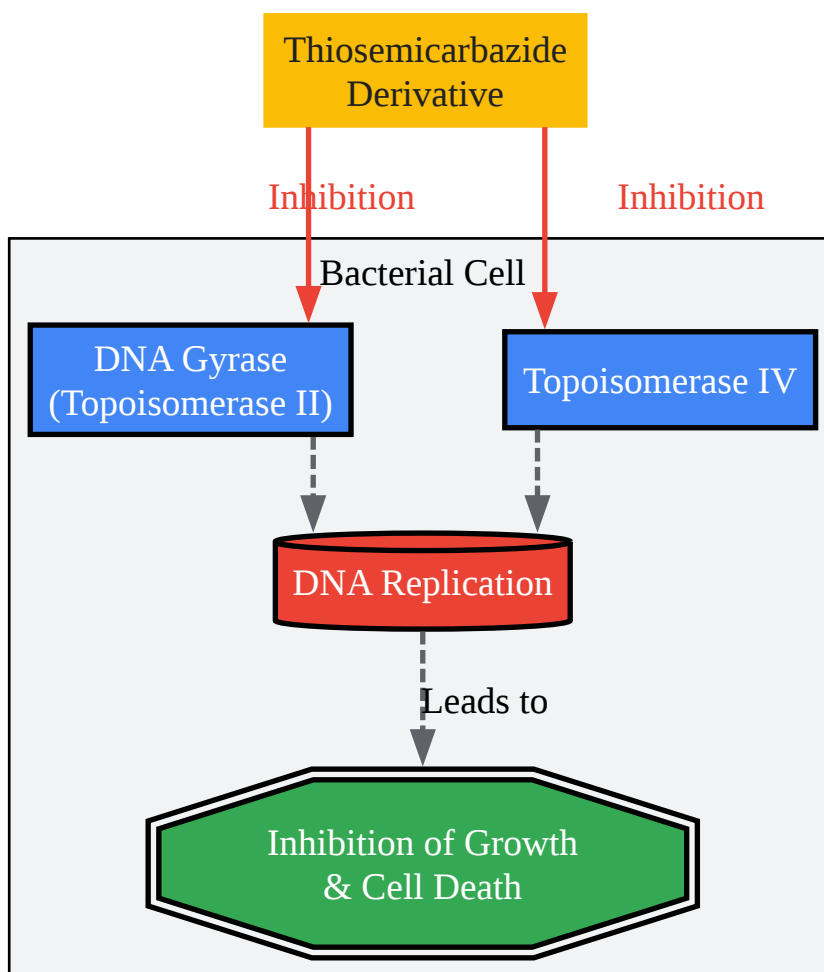 Thiosemicarbazide
Derivative
Inhibition
Inhibition
Bacterial Cell
DNA Gyrase
(Topoisomerase II)
Topoisomerase IV
DNA Replication
Leads to
Inhibition of Growth
& Cell Death